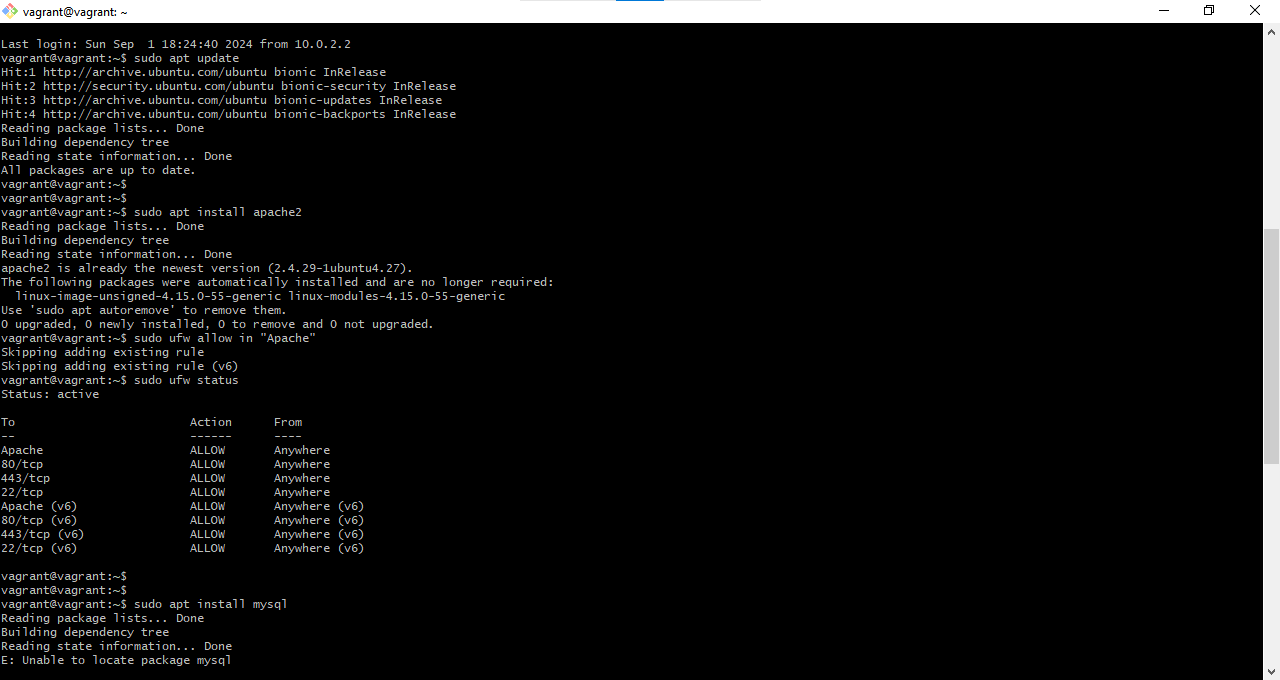 vagrant@vagrant: ~
Last login: Sun Sep  1 18:24:40 2024 from 10.0.2.2
vagrant@vagrant:~$ sudo apt update
Hit:1 http://archive.ubuntu.com/ubuntu bionic InRelease
Hit:2 http://security.ubuntu.com/ubuntu bionic-security InRelease
Hit:3 http://archive.ubuntu.com/ubuntu bionic-updates InRelease
Hit:4 http://archive.ubuntu.com/ubuntu bionic-backports InRelease
Reading package lists... Done
Building dependency tree
Reading state information... Done
All packages are up to date.
vagrant@vagrant:~$
vagrant@vagrant:~$
vagrant@vagrant:~$ sudo apt install apache2
Reading package lists... Done
Building dependency tree
Reading state information... Done
apache2 is already the newest version (2.4.29-1ubuntu4.27).
The following packages were automatically installed and are no longer required:
  linux-image-unsigned-4.15.0-55-generic linux-modules-4.15.0-55-generic
Use 'sudo apt autoremove' to remove them.
0 upgraded, 0 newly installed, 0 to remove and 0 not upgraded.
vagrant@vagrant:~$ sudo ufw allow in "Apache"
Skipping adding existing rule
Skipping adding existing rule (v6)
vagrant@vagrant:~$ sudo ufw status
Status: active
To                         Action      From
--                         ------      ----
Apache                     ALLOW       Anywhere
80/tcp                     ALLOW       Anywhere
443/tcp                    ALLOW       Anywhere
22/tcp                     ALLOW       Anywhere
Apache (v6)                ALLOW       Anywhere (v6)
80/tcp (v6)                ALLOW       Anywhere (v6)
443/tcp (v6)               ALLOW       Anywhere (v6)
22/tcp (v6)                ALLOW       Anywhere (v6)
vagrant@vagrant:~$
vagrant@vagrant:~$
vagrant@vagrant:~$ sudo apt install mysql
Reading package lists... Done
Building dependency tree
Reading state information... Done
E: Unable to locate package mysql